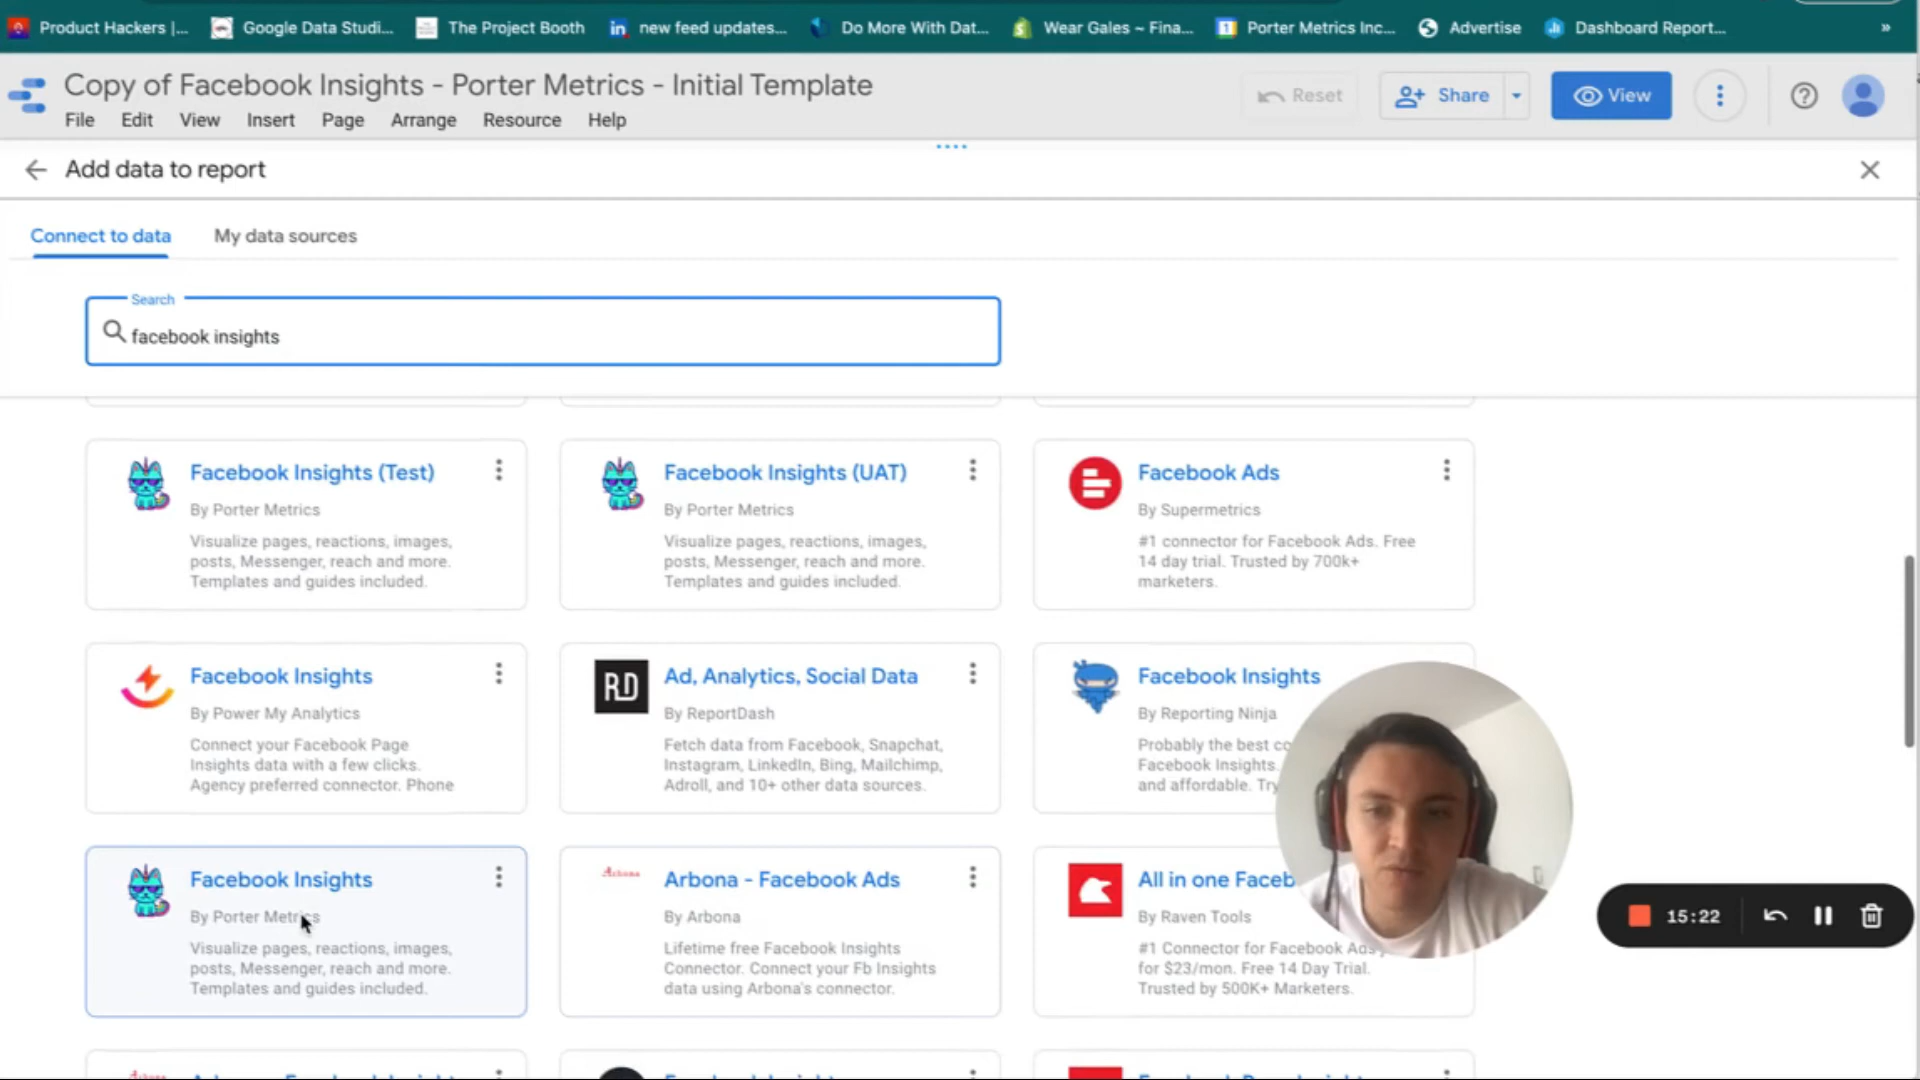 Product Hackers |...
Google Data Studi...
The Project Booth
new feed updates...
Do More With Dat...
Wear Gales ~ Fina...
Porter Metrics Inc...
Advertise
Dashboard Report...
»
Copy of Facebook Insights - Porter Metrics - Initial Template
Reset
Share
View
File Edit View Insert Page Arrange Resource Help
Add data to report
Connect to data
My data sources
Search
facebook insights
Facebook Insights (Test)
By Porter Metrics
Visualize pages, reactions, images,
posts, Messenger, reach and more.
Templates and guides included.
Facebook Insights (UAT)
By Porter Metrics
Visualize pages, reactions, images,
posts, Messenger, reach and more.
Templates and guides included.
Facebook Ads
By Supermetrics
#1 connector for Facebook Ads. Free
14 day trial. Trusted by 700k+
marketers.
Facebook Insights
By Power My Analytics
Connect your Facebook Page
Insights data with a few clicks.
Agency preferred connector. Phone
RD
Ad, Analytics, Social Data
By ReportDash
Fetch data from Facebook, Snapchat,
Instagram, LinkedIn, Bing, Mailchimp,
Adroll, and 10+ other data sources.
Facebook Insights
By Reporting Ninja
Probably the best
Facebook Insights.
and affordable. Try
Facebook Insights
By Porter Metrics
Visualize pages, reactions, images,
posts, Messenger, reach and more.
Templates and guides included.
Arbona
Arbona - Facebook Ads
By Arbona
Lifetime free Facebook Insights
Connector. Connect your Fb Insights
data using Arbona's connector.
All in one
By Raven Tools
#1 Connector for Facebook Ads
for $23/mon. Free 14 Day Trial.
Trusted by 500K+ Marketers.
15:22